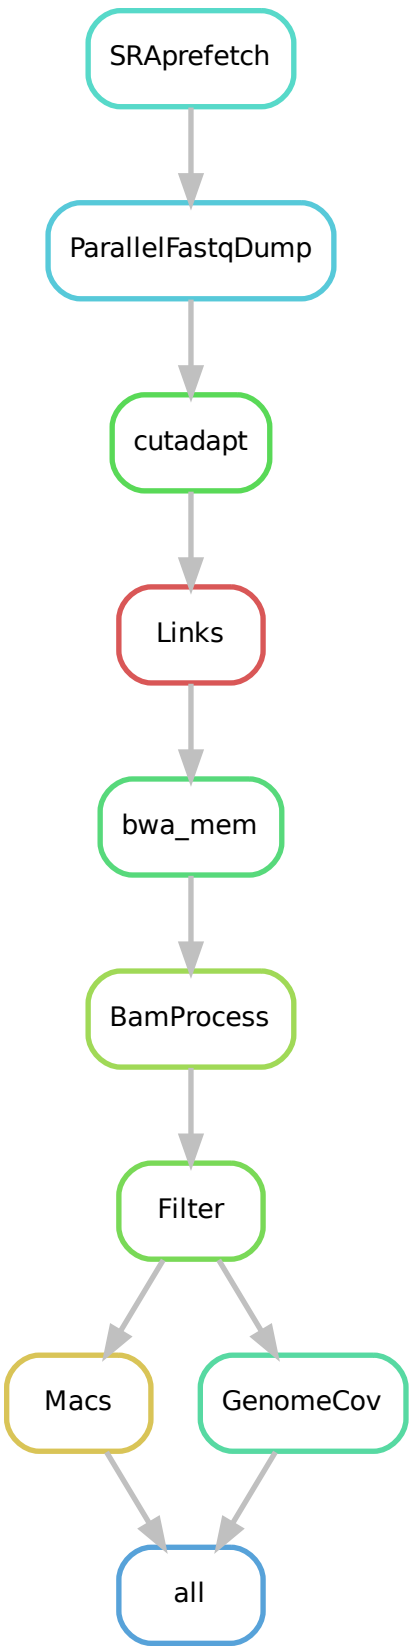 SRAprefetch
ParallelFastqDump
cutadapt
Links
bwa_mem
BamProcess
Filter
Macs
GenomeCov
all